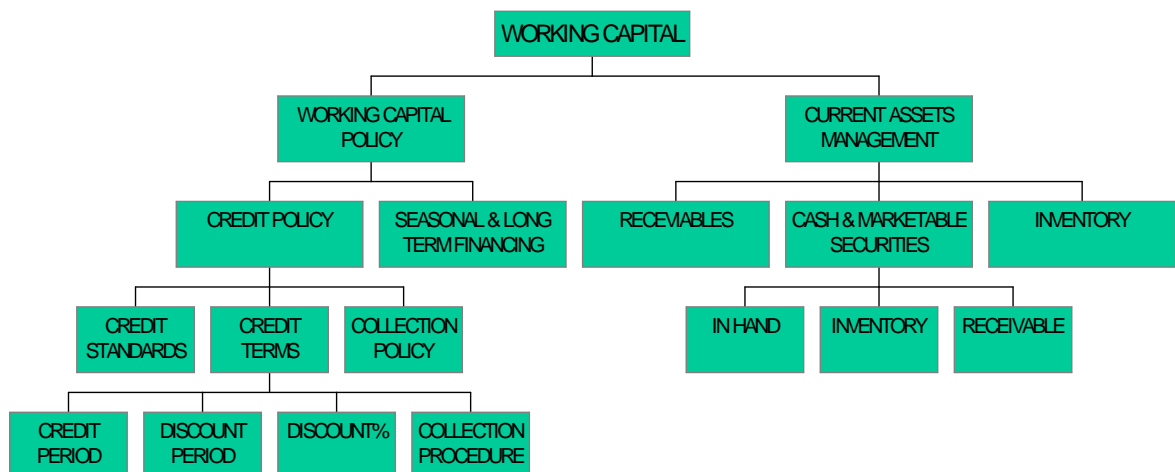 WORKING CAPITAL
WORKING CAPITAL
POLICY
CURRENT ASSETS
MANAGEMENT
CREDIT POLICY
SEASONAL & LONG
TERM FINANCING
RECEVIABLES
CASH & MARKETABLE
SECURITIES
INVENTORY
CREDIT
STANDARDS
CREDIT
TERMS
COLLECTION
POLICY
IN HAND
INVENTORY
RECEIVABLE
CREDIT
PERIOD
DISCOUNT
PERIOD
DISCOUNT%
COLLECTION
PROCEDURE